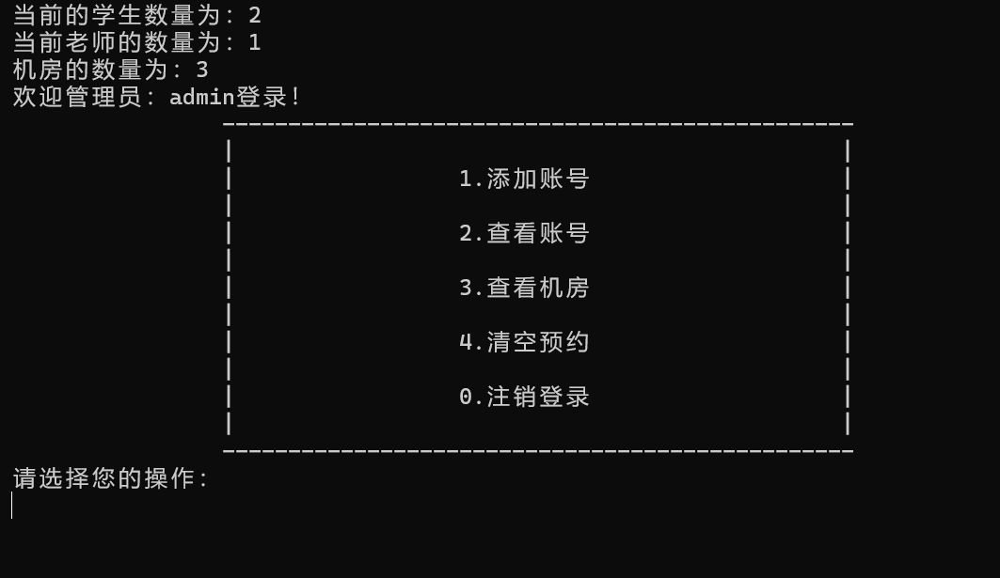 当前的学生数量为: 2
当前老师的数量为: 1
机房的数量为: 3
欢迎管理员: admin登录!
1.添加账号
2.查看账号
3.查看机房
4.清空预约
0.注销登录
请选择您的操作: